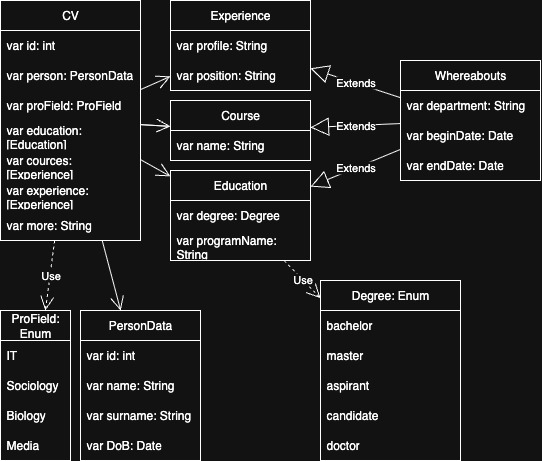 CV
var id: int
var person: PersonData
var proField: ProField
var education:
[Education]
var cources:
[Experience]
var experience:
[Experience]
var more: String
Experience
var profile: String
var position: String
Course
var name: String
Education
var degree: Degree
var programName:
String
Whereabouts
var department: String
var beginDate: Date
var endDate: Date
Extends
Extends
Extends
Use
Use
ProField:
Enum
IT
Sociology
Biology
Media
PersonData
var id: int
var name: String
var surname: String
var DoB: Date
Degree: Enum
bachelor
master
aspirant
candidate
doctor